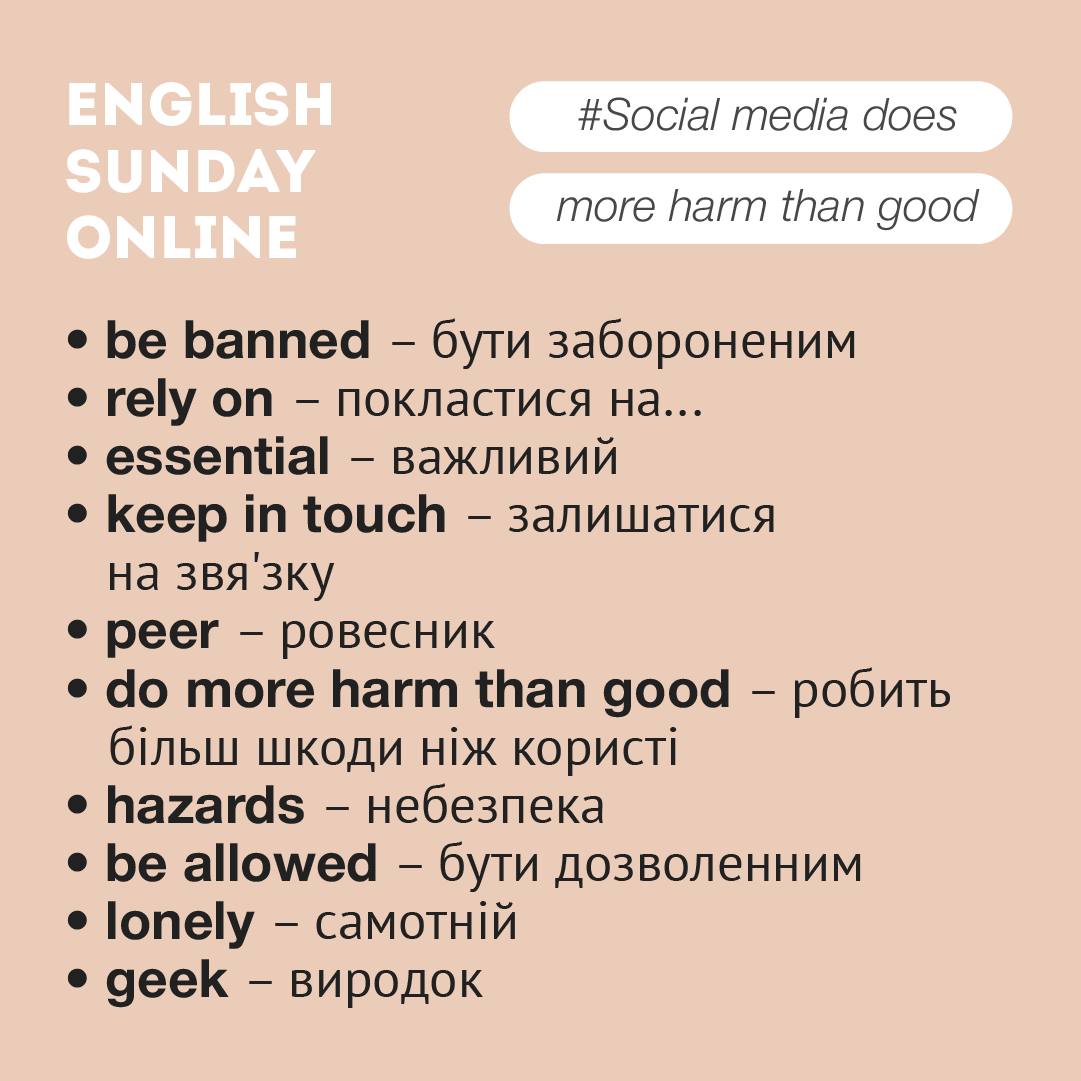 ENGLISH
SUNDAY
ONLINE
#Social media does
more harm than good
• be banned – бути забороненим
• rely on – покластися на...
• essential – важливий
• keep in touch – залишатися
на звя'зку
• peer – ровесник
• do more harm than good – робить
більш шкоди ніж користі
• hazards – небезпека
• be allowed – бути дозволенним
• lonely – самотній
• geek – виродок